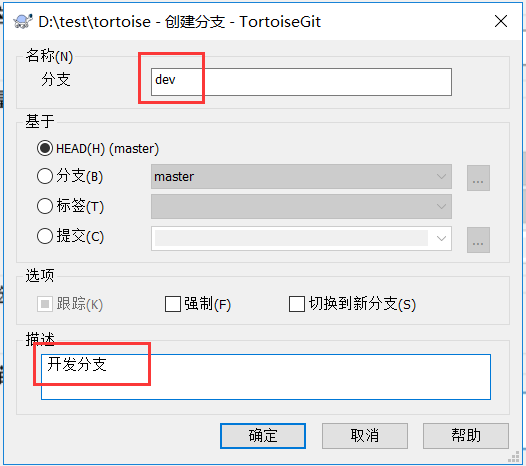 D:\test\tortoise - 创建分支 - TortoiseGit
名称(N)
分支 dev
基于
HEAD(H) (master)
分支(B) master ...
标签(T)
提交(C) ...
选项
跟踪(K) 强制(F) 切换到新分支(S)
描述
开发分支
确定 取消 帮助